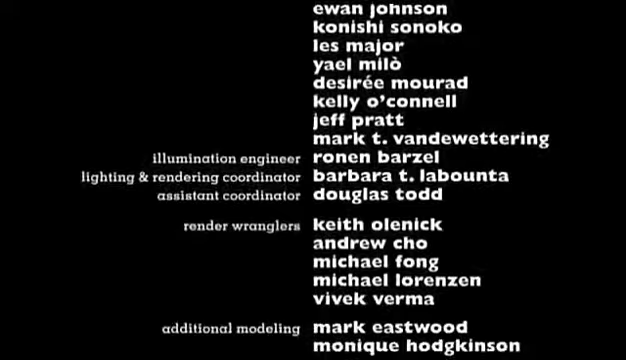 ewan johnson
konishi sonoko
les major
yael milò
desirée mourad
kelly o'connell
jeff pratt
mark t. vandewettering
illumination engineer ronen barzel
lighting & rendering coordinator barbara t. labounta
assistant coordinator douglas todd
render wranglers keith olenick
andrew cho
michael fong
michael lorenzen
vivek verma
additional modeling mark eastwood
monique hodgkinson